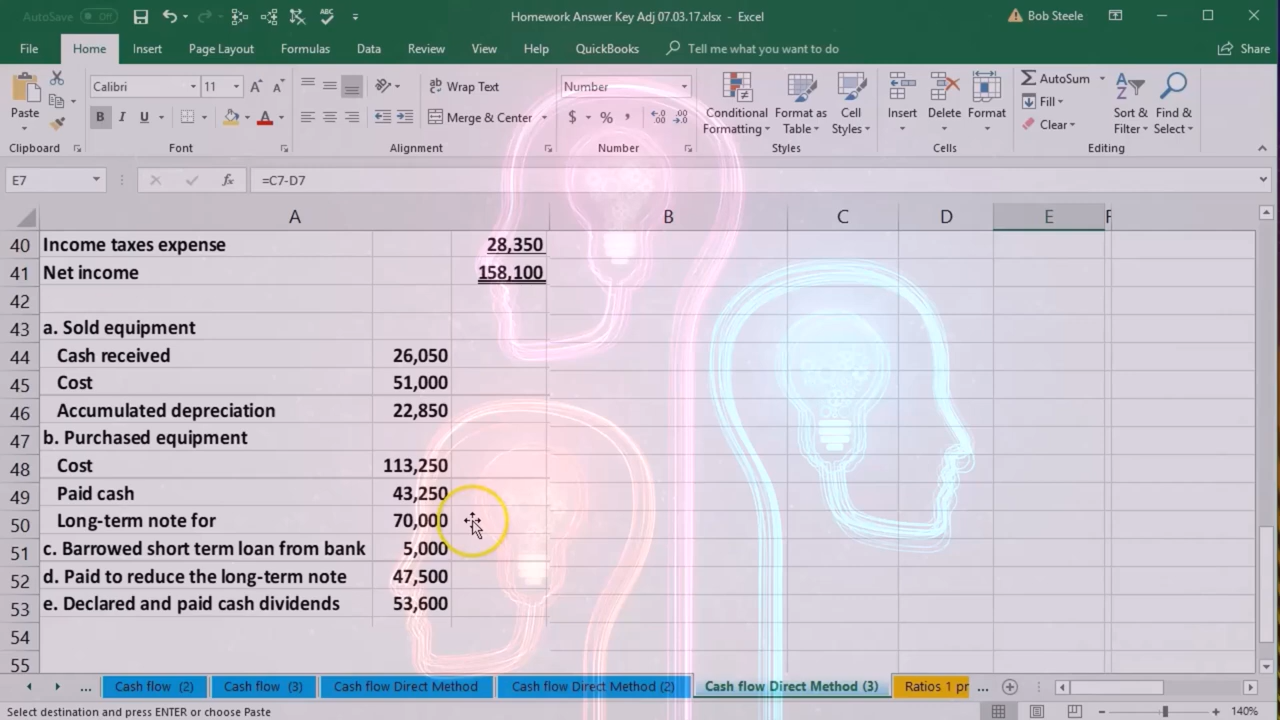 AutoSave Off Homework Answer Key Adj 07.03.17.xlsx - Excel Bob Steele
File Home Insert Page Layout Formulas Data Review View Help QuickBooks Tell me what you want to do Share
Calibri 11 A A Wrap Text Number AutoSum
Paste B I U A Merge & Center $ % , Conditional Formatting Format as Table Cell Styles Insert Delete Format Fill Clear Sort & Filter Find & Select
Clipboard Font Alignment Number Styles Cells Editing
E7 fx =C7-D7
A B C D E F
40 Income taxes expense 28,350
41 Net income 158,100
42
43 a. Sold equipment
44 Cash received 26,050
45 Cost 51,000
46 Accumulated depreciation 22,850
47 b. Purchased equipment
48 Cost 113,250
49 Paid cash 43,250
50 Long-term note for 70,000
51 c. Barrowed short term loan from bank 5,000
52 d. Paid to reduce the long-term note 47,500
53 e. Declared and paid cash dividends 53,600
54
55
... Cash flow (2) Cash flow (3) Cash flow Direct Method Cash flow Direct Method (2) Cash flow Direct Method (3) Ratios 1 pr ...
Select destination and press ENTER or choose Paste 140%